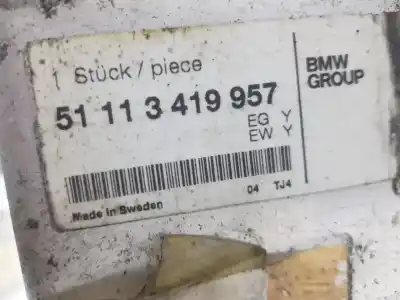 1 Stück / piece
BMW
GROUP
51 11 3 419 957
EG Y
EW Y
04 TJ4
Made in Sweden